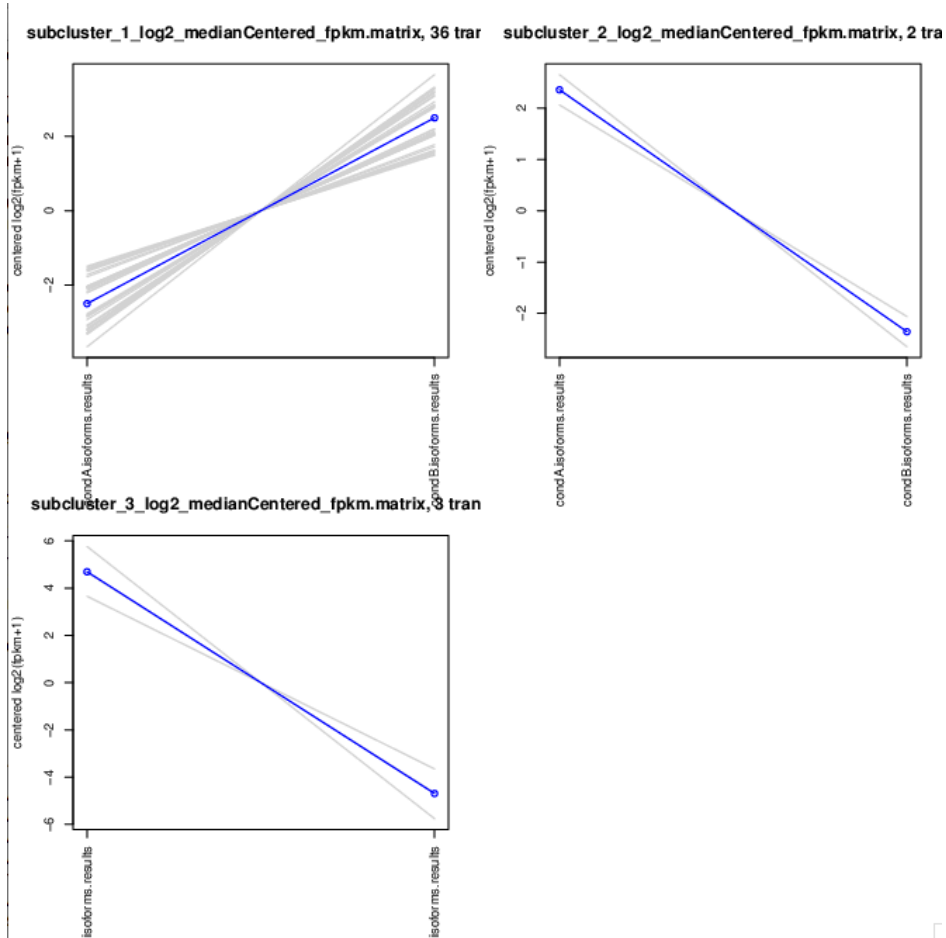 subcluster_1_log2_medianCentered_fpkm.matrix, 36 trar
centered log2(fpkm+1)
2
0
-2
condA.isoforms.results
condB.isoforms.results
subcluster_2_log2_medianCentered_fpkm.matrix, 2 tra
centered log2(fpkm+1)
2
1
0
-1
-2
condA.isoforms.results
condB.isoforms.results
subcluster_3_log2_medianCentered_fpkm.matrix, 3 tran
centered log2(fpkm+1)
6
4
2
0
-2
-4
-6
isoforms.results
isoforms.results